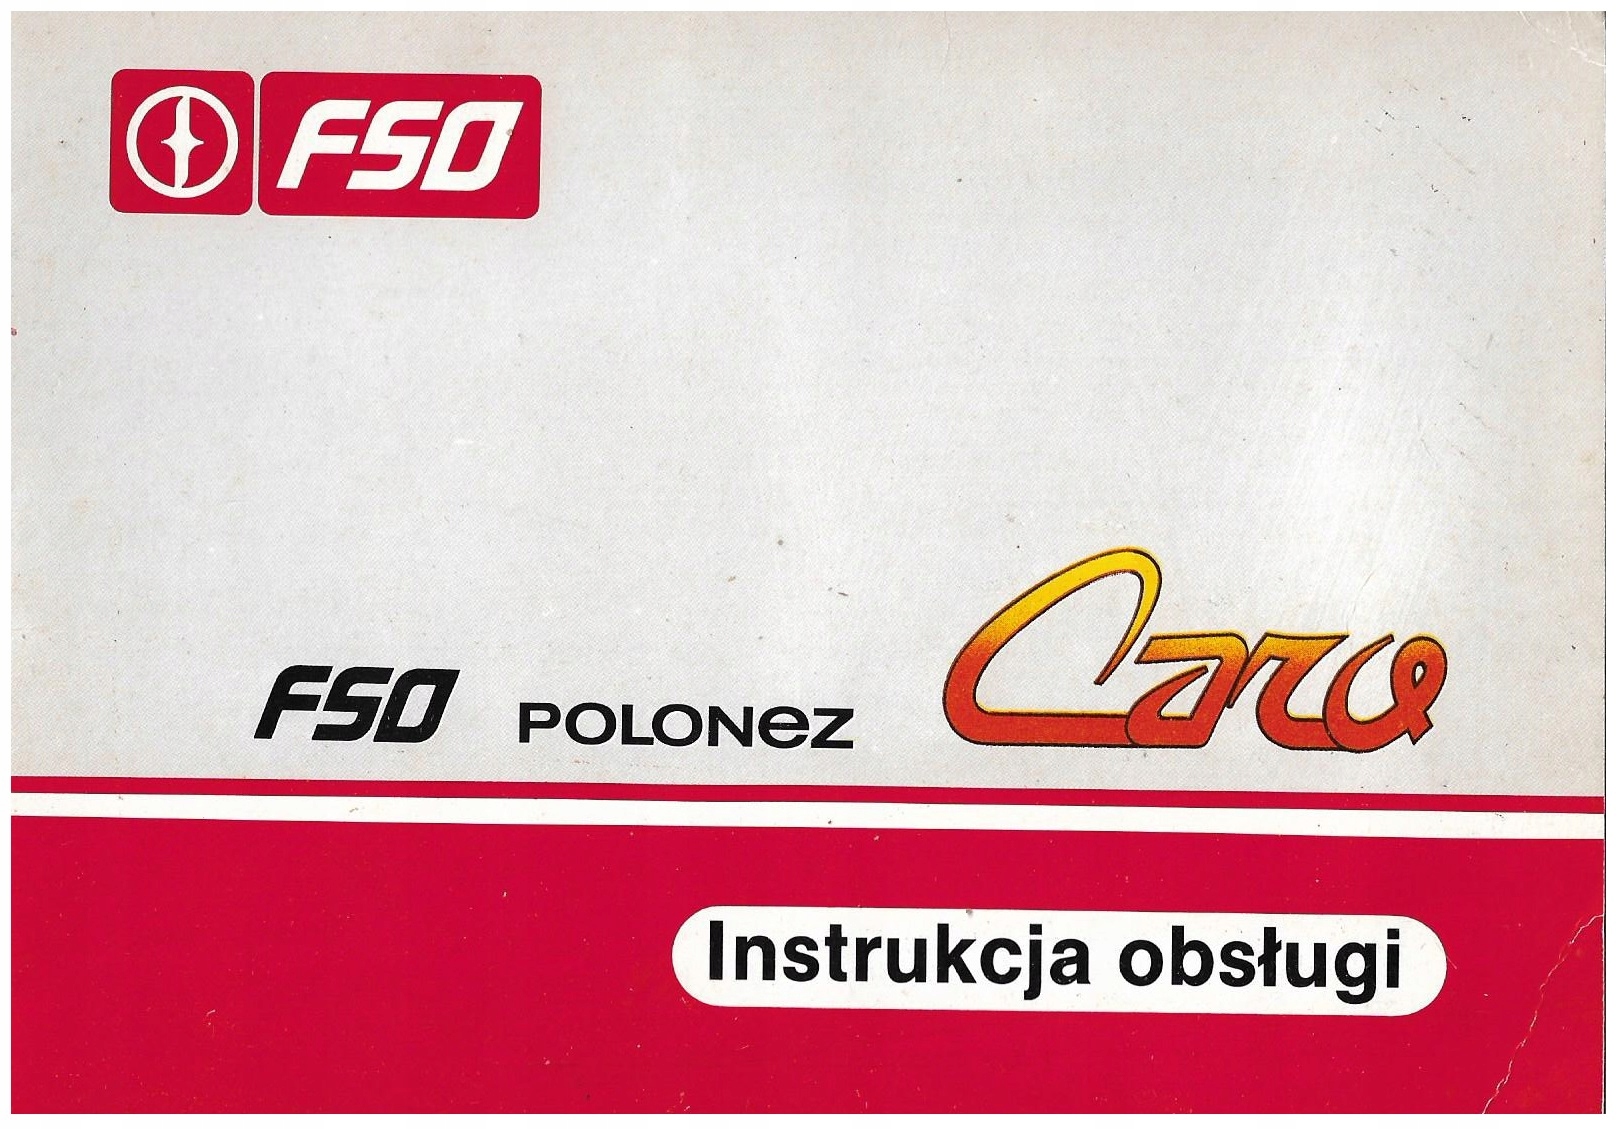 FSO
FSO POLONEZ Caro
Instrukcja obsługi